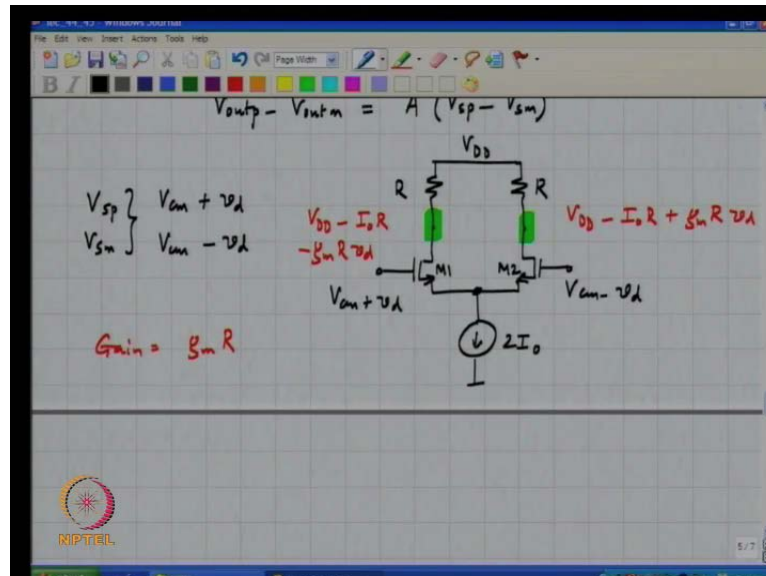 File Edit View Insert Actions Tools Help
Page Width
B I
Voutp - Voutm = A (Vsp - Vsm)
VDD
R R
Vsp } Vcm + vd
Vsm } Vcm - vd
VDD - I0R
- gmR vd
VDD - I0R + gmR vd
M1 M2
Vcm + vd
Vcm - vd
Gain = gm R
2I0
NPTEL
5/7